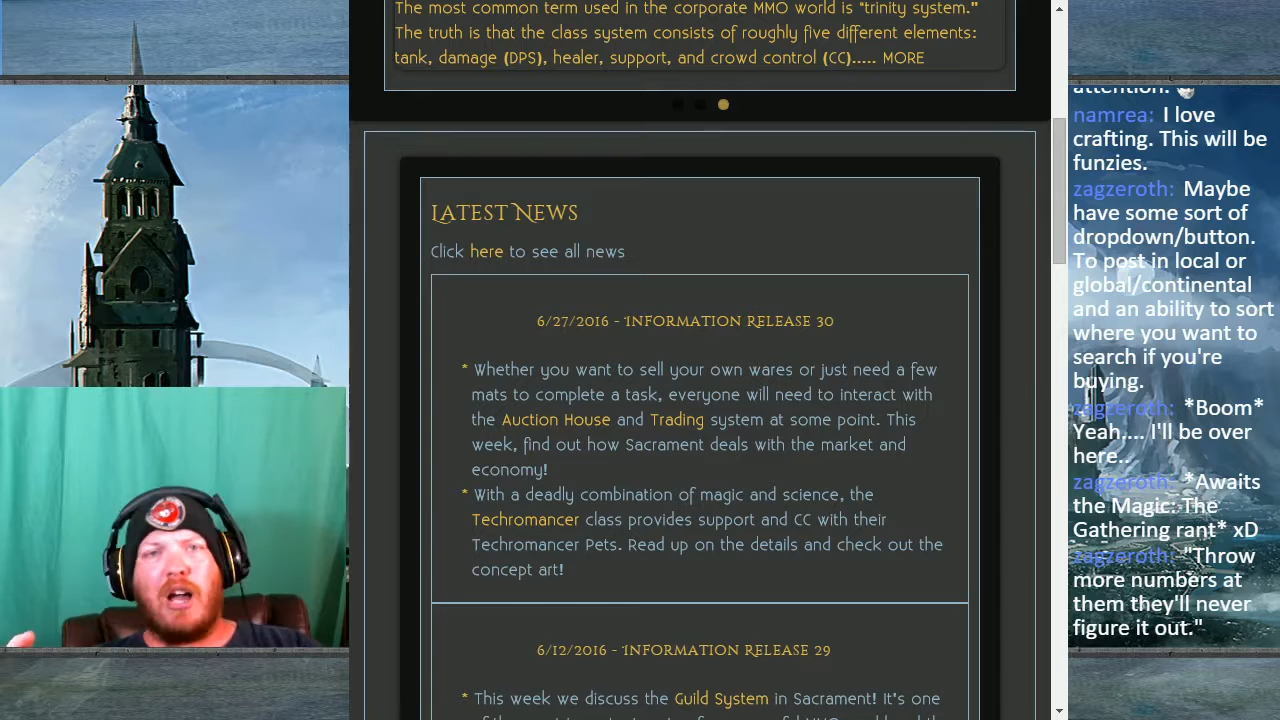 The most common term used in the corporate MMO world is "trinity system."
The truth is that the class system consists of roughly five different elements:
tank, damage (DPS), healer, support, and crowd control (CC)..... MORE
Latest News
Click here to see all news
6/27/2016 - Information Release 30
* Whether you want to sell your own wares or just need a few
mats to complete a task, everyone will need to interact with
the Auction House and Trading system at some point. This
week, find out how Sacrament deals with the market and
economy!
* With a deadly combination of magic and science, the
Techromancer class provides support and CC with their
Techromancer Pets. Read up on the details and check out the
concept art!
6/12/2016 - Information Release 29
* This week we discuss the Guild System in Sacrament! It's one
attention.
namrea: I love
crafting. This will be
funzies.
zagzeroth: Maybe
have some sort of
dropdown/button.
To post in local or
global/continental
and an ability to sort
where you want to
search if you're
buying.
zagzeroth: *Boom*
Yeah.... I'll be over
here..
zagzeroth: *Awaits
the Magic: The
Gathering rant* xD
zagzeroth: "Throw
more numbers at
them they'll never
figure it out."